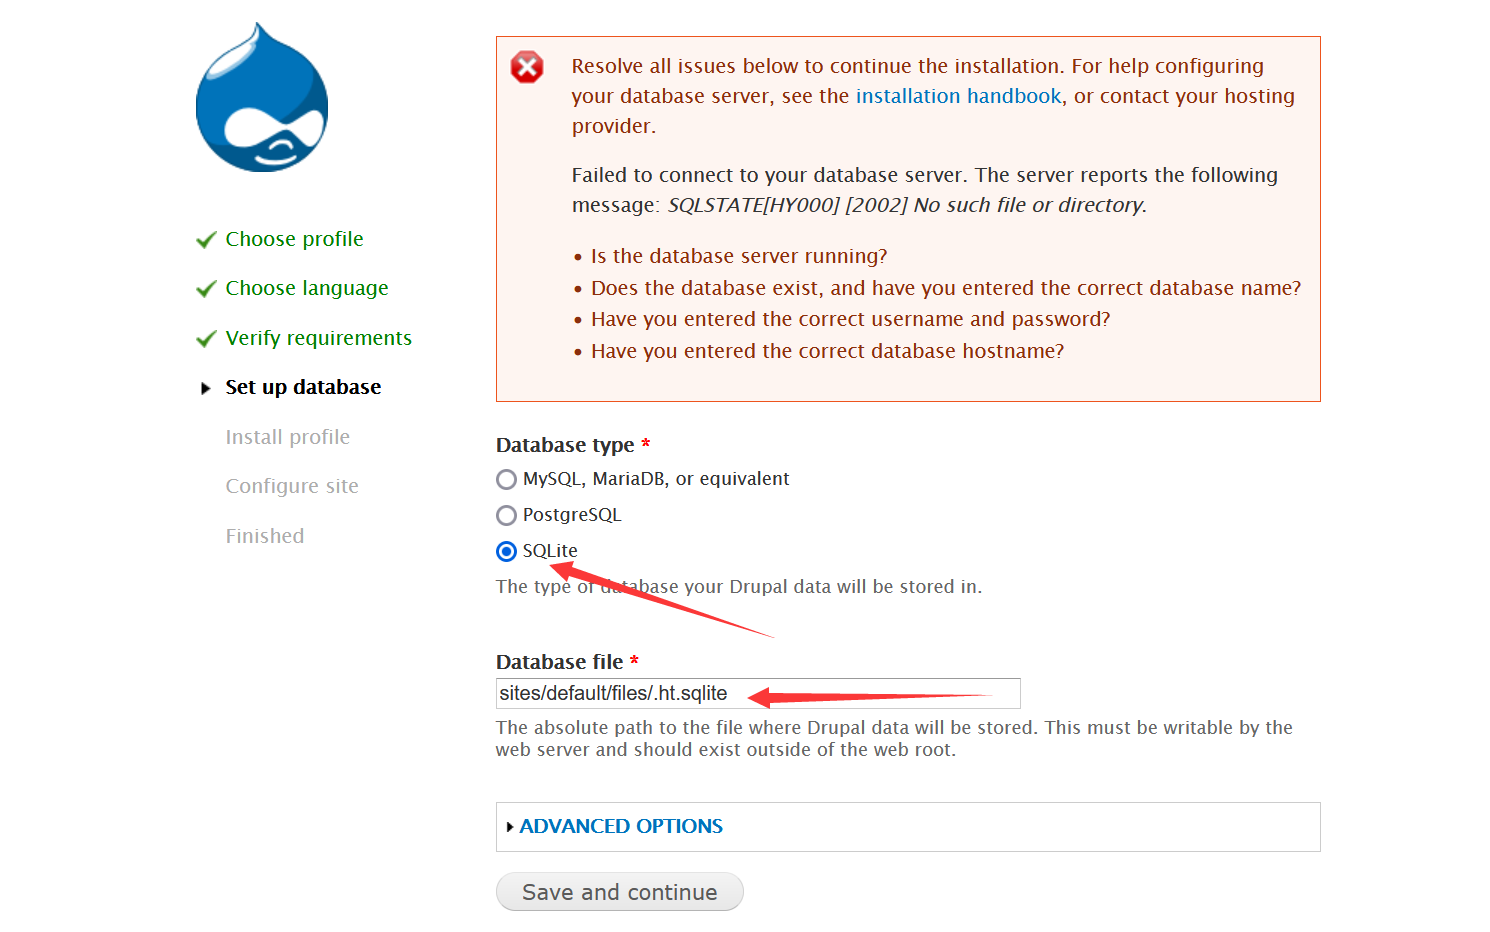 Resolve all issues below to continue the installation. For help configuring
your database server, see the installation handbook, or contact your hosting
provider.
Failed to connect to your database server. The server reports the following
message: SQLSTATE[HY000] [2002] No such file or directory.
• Is the database server running?
• Does the database exist, and have you entered the correct database name?
• Have you entered the correct username and password?
• Have you entered the correct database hostname?
Choose profile
Choose language
Verify requirements
Set up database
Install profile
Configure site
Finished
Database type *
MySQL, MariaDB, or equivalent
PostgreSQL
SQLite
The type of database your Drupal data will be stored in.
Database file *
sites/default/files/.ht.sqlite
The absolute path to the file where Drupal data will be stored. This must be writable by the
web server and should exist outside of the web root.
ADVANCED OPTIONS
Save and continue